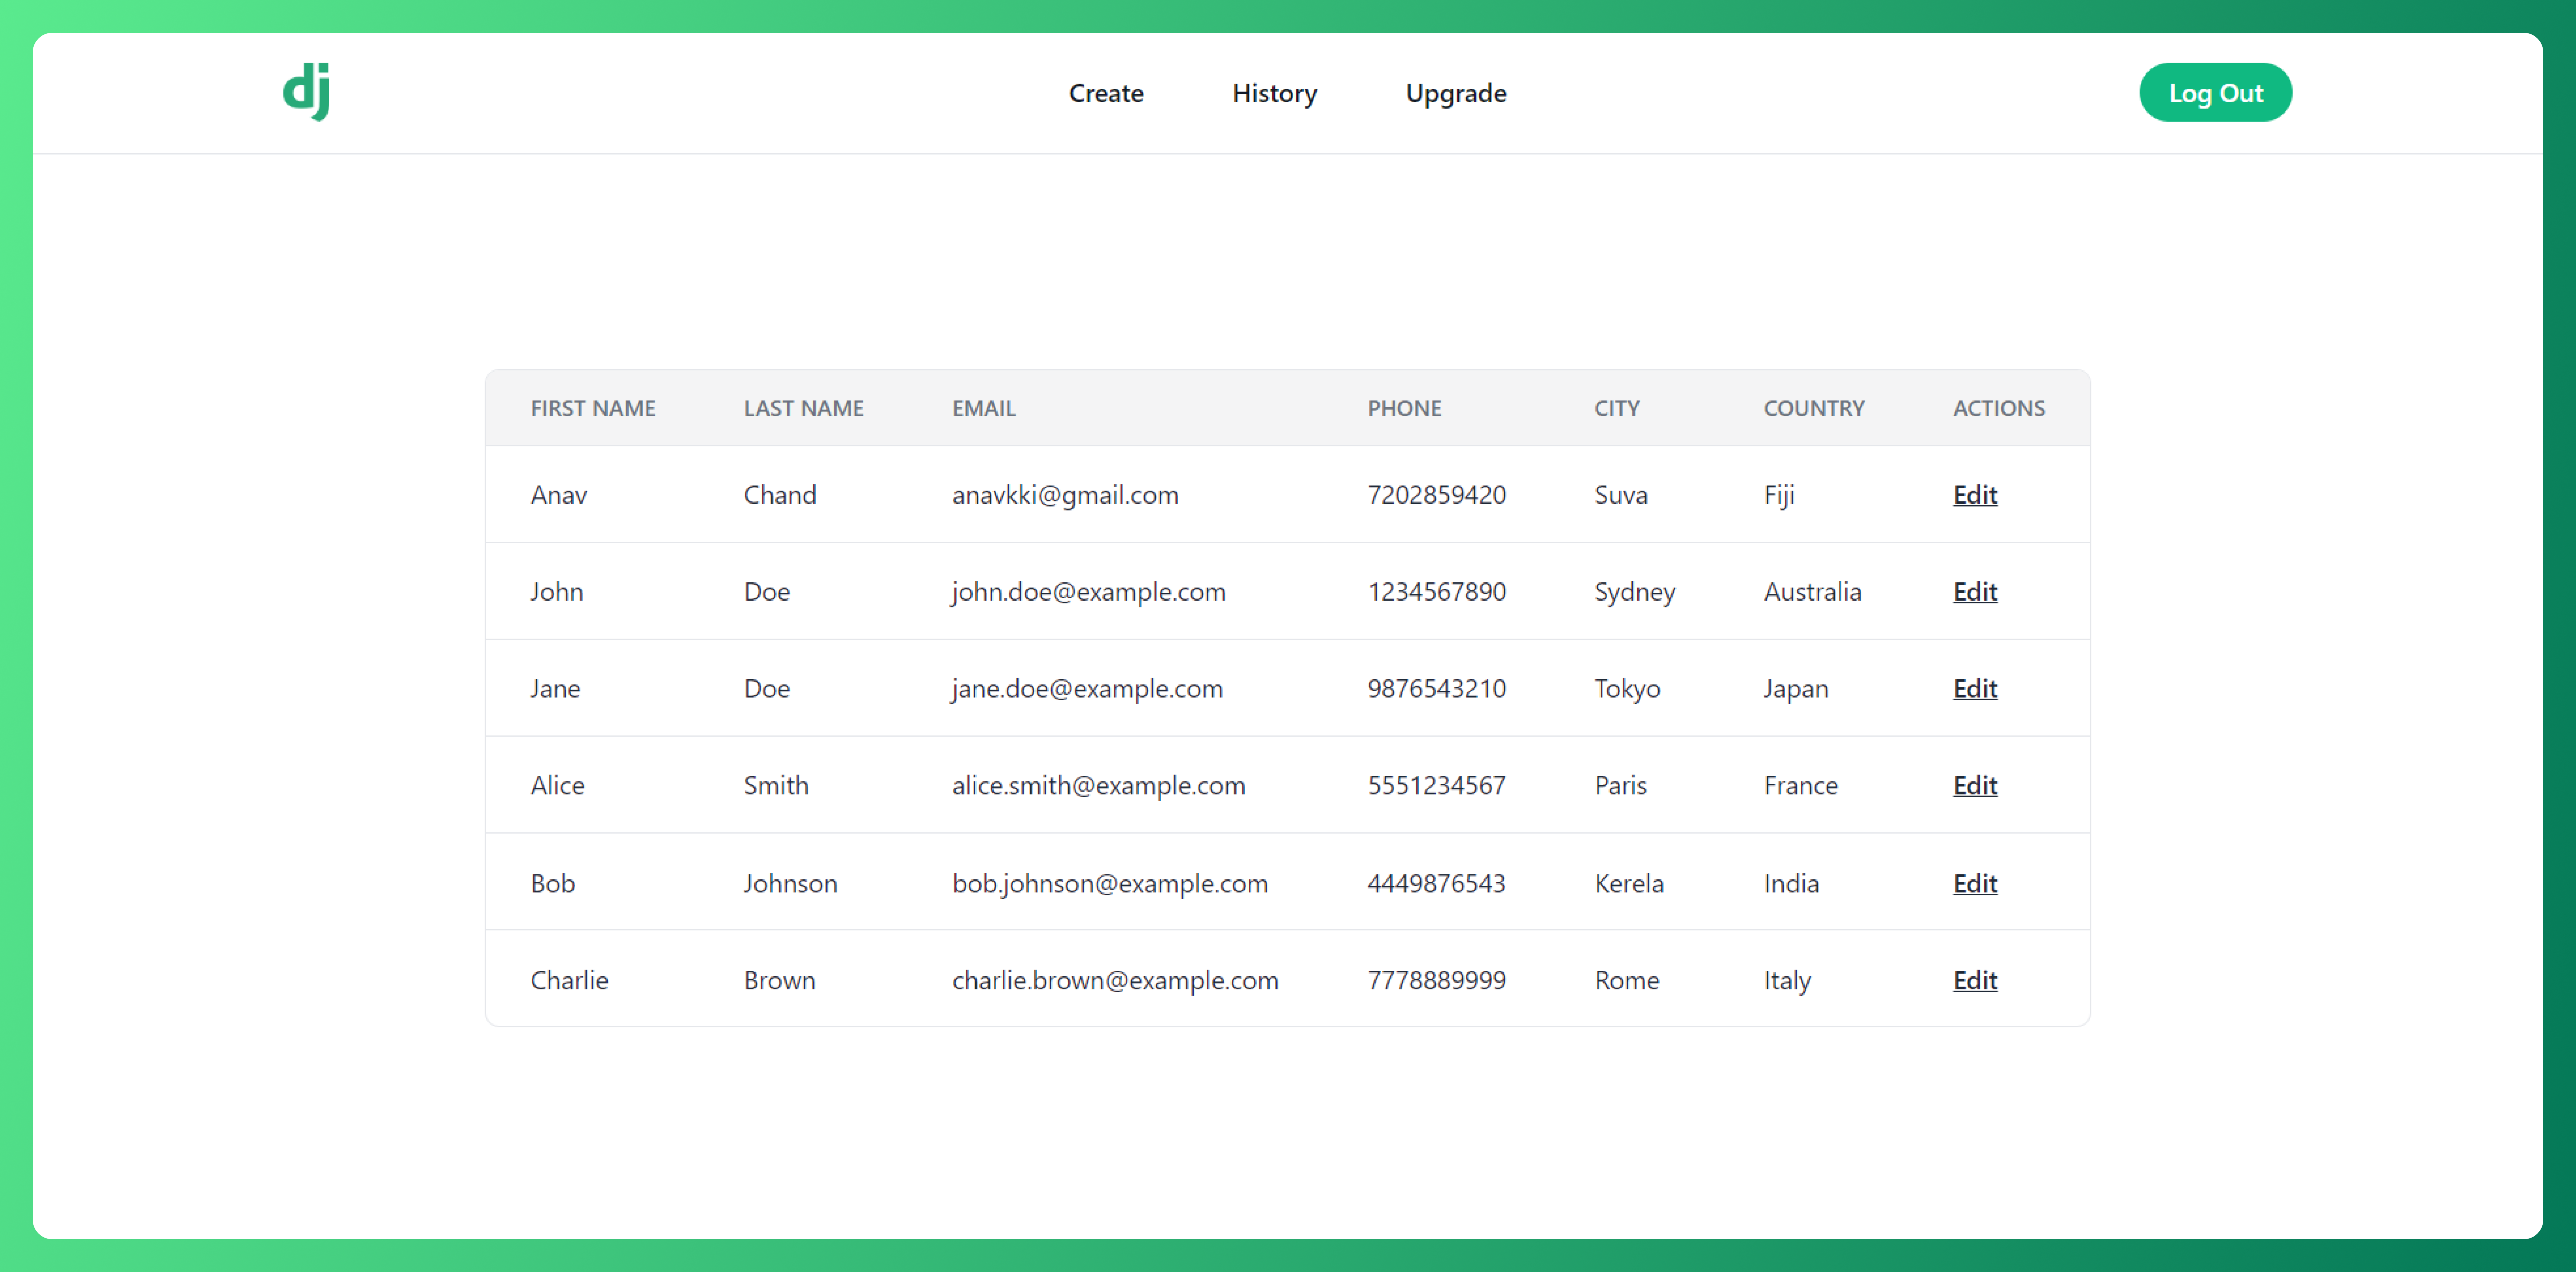 dj Create History Upgrade Log Out
FIRST NAME LAST NAME EMAIL PHONE CITY COUNTRY ACTIONS
Anav Chand anavkki@gmail.com 7202859420 Suva Fiji Edit
John Doe john.doe@example.com 1234567890 Sydney Australia Edit
Jane Doe jane.doe@example.com 9876543210 Tokyo Japan Edit
Alice Smith alice.smith@example.com 5551234567 Paris France Edit
Bob Johnson bob.johnson@example.com 4449876543 Kerela India Edit
Charlie Brown charlie.brown@example.com 7778889999 Rome Italy Edit